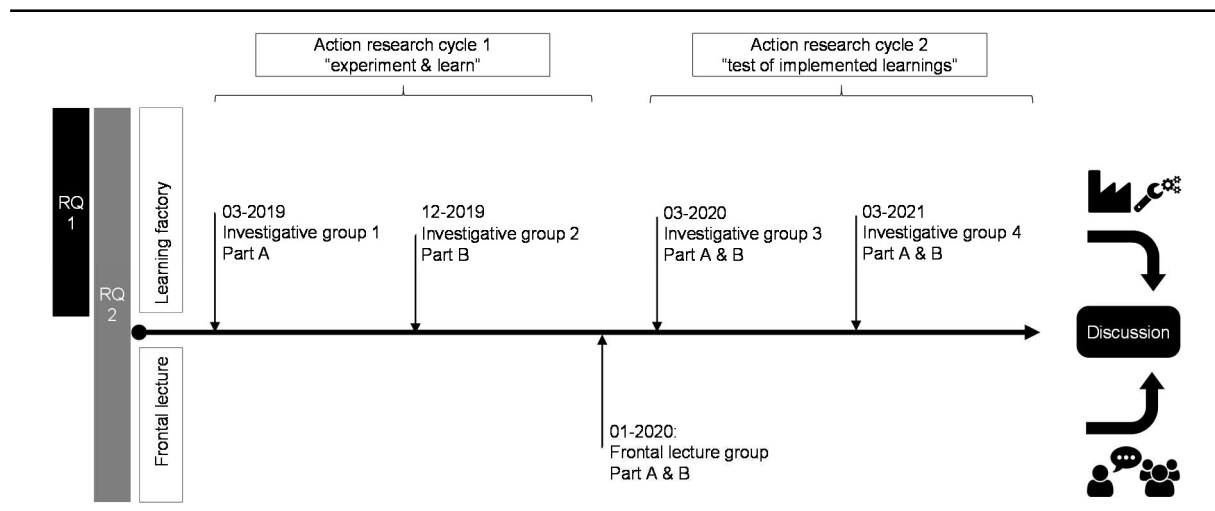 Action research cycle 1
"experiment & learn"
Action research cycle 2
"test of implemented learnings"
RQ
1
RQ
2
Learning factory
Frontal lecture
03-2019
Investigative group 1
Part A
12-2019
Investigative group 2
Part B
03-2020
Investigative group 3
Part A & B
03-2021
Investigative group 4
Part A & B
01-2020:
Frontal lecture group
Part A & B
Discussion